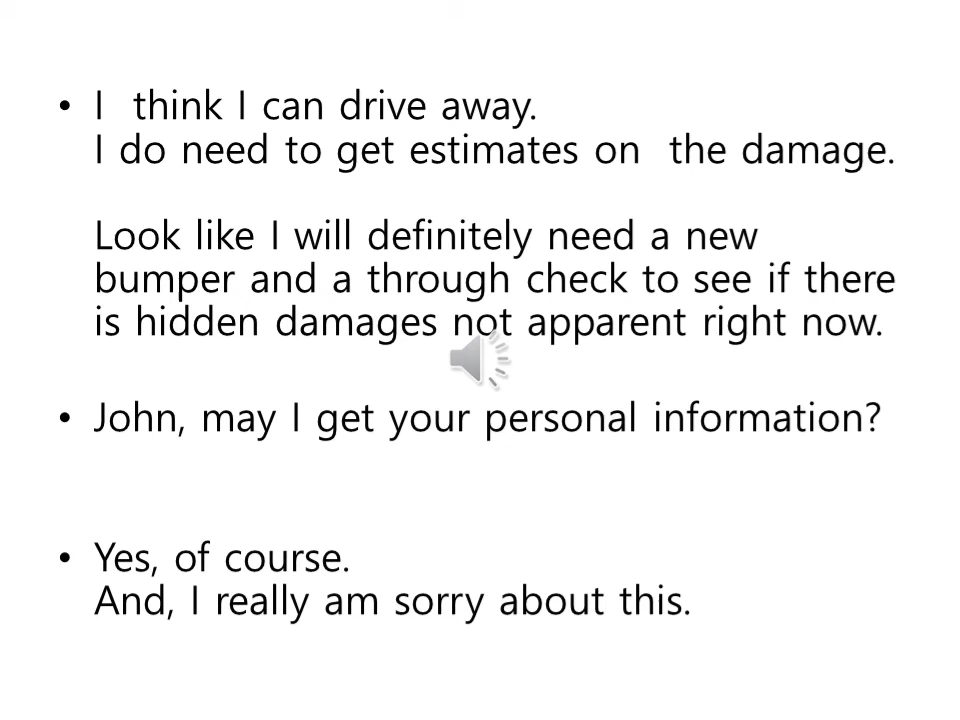 • I  think I can drive away.
I do need to get estimates on  the damage.
Look like I will definitely need a new
bumper and a through check to see if there
is hidden damages not apparent right now.
• John, may I get your personal information?
• Yes, of course.
And, I really am sorry about this.